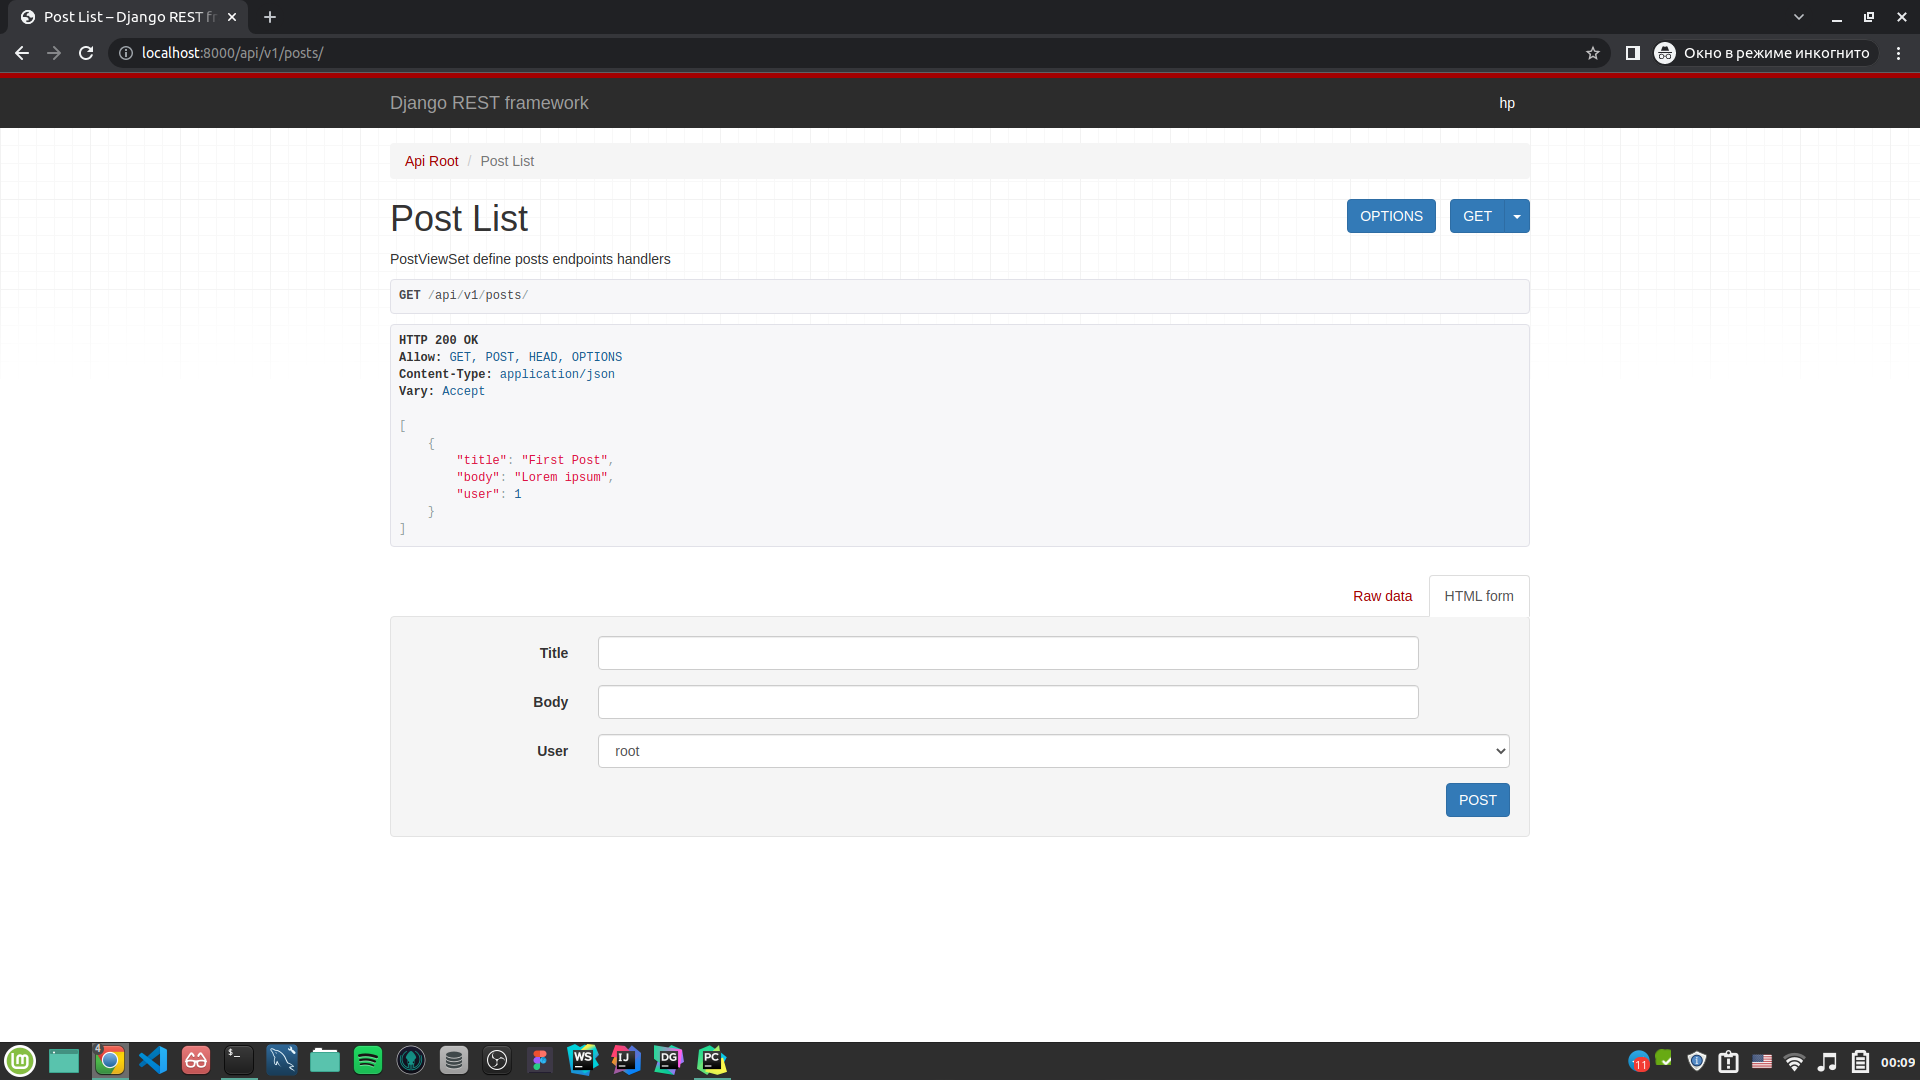 Post List – Django REST fr
localhost:8000/api/v1/posts/
Окно в режиме инкогнито
Django REST framework
hp
Api Root / Post List
Post List
OPTIONS
GET
PostViewSet define posts endpoints handlers
GET /api/v1/posts/
HTTP 200 OK
Allow: GET, POST, HEAD, OPTIONS
Content-Type: application/json
Vary: Accept
[
{
"title": "First Post",
"body": "Lorem ipsum",
"user": 1
}
]
Raw data
HTML form
Title
Body
User
root
POST
4
$_
WS
IJ
DG
PC
11
00:09